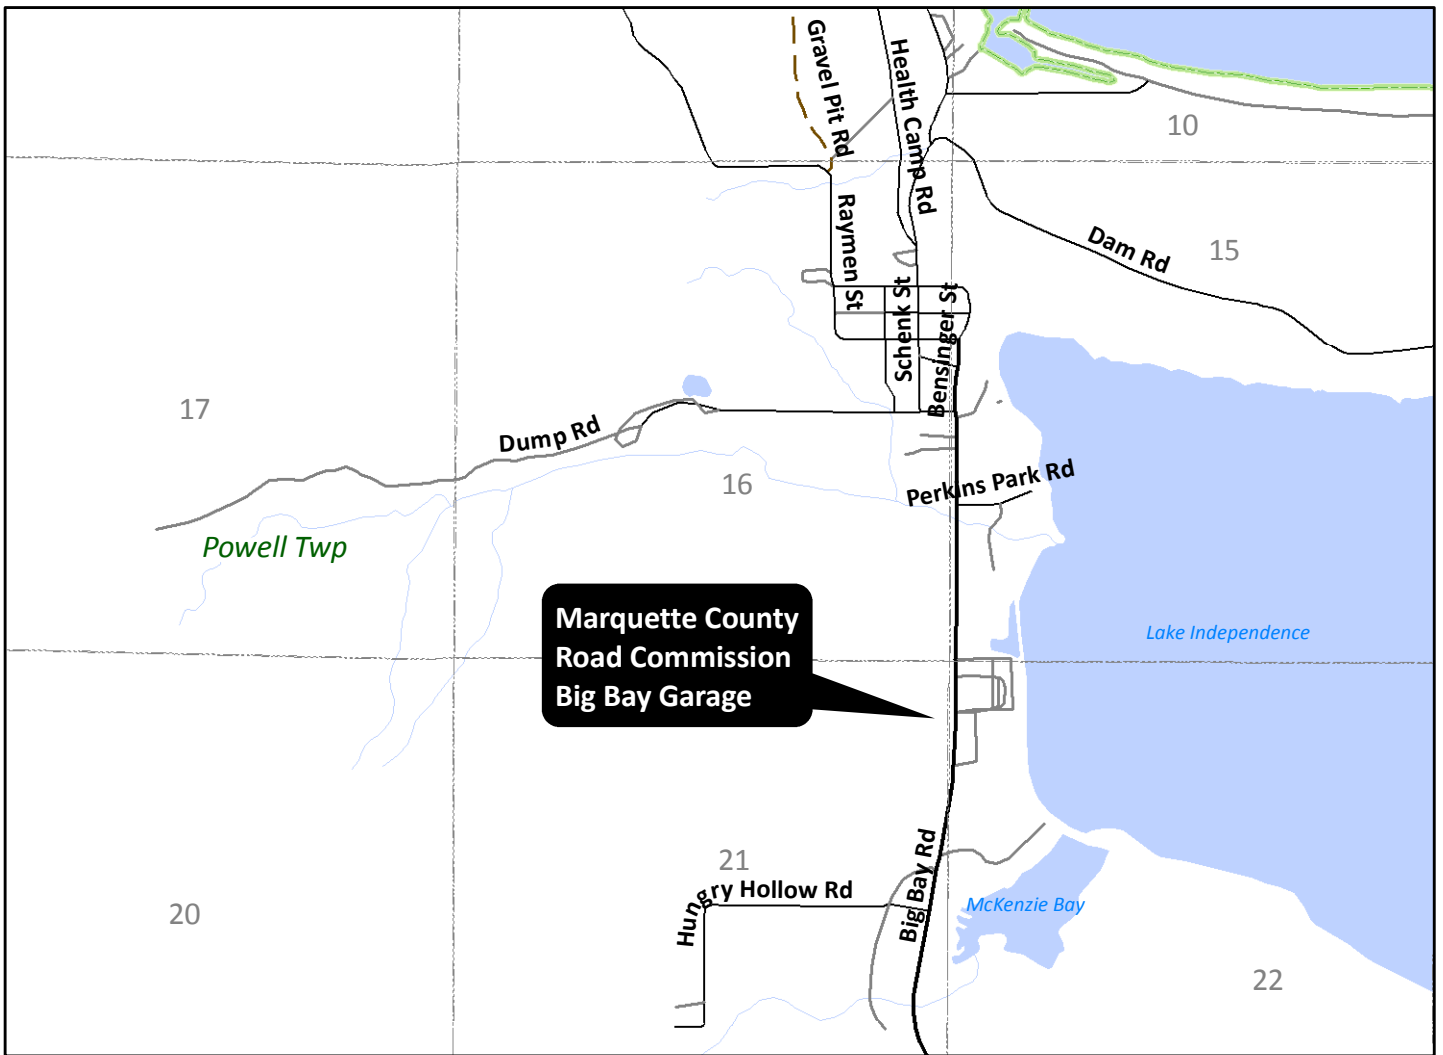 Gravel Pit Rd
Health Camp Rd
10
Raymen St
Dam Rd
15
Schenk St
Bensinger St
17
Dump Rd
16
Perkins Park Rd
Powell Twp
Marquette County
Road Commission
Big Bay Garage
Lake Independence
21
Hungry Hollow Rd
Big Bay Rd
McKenzie Bay
20
22